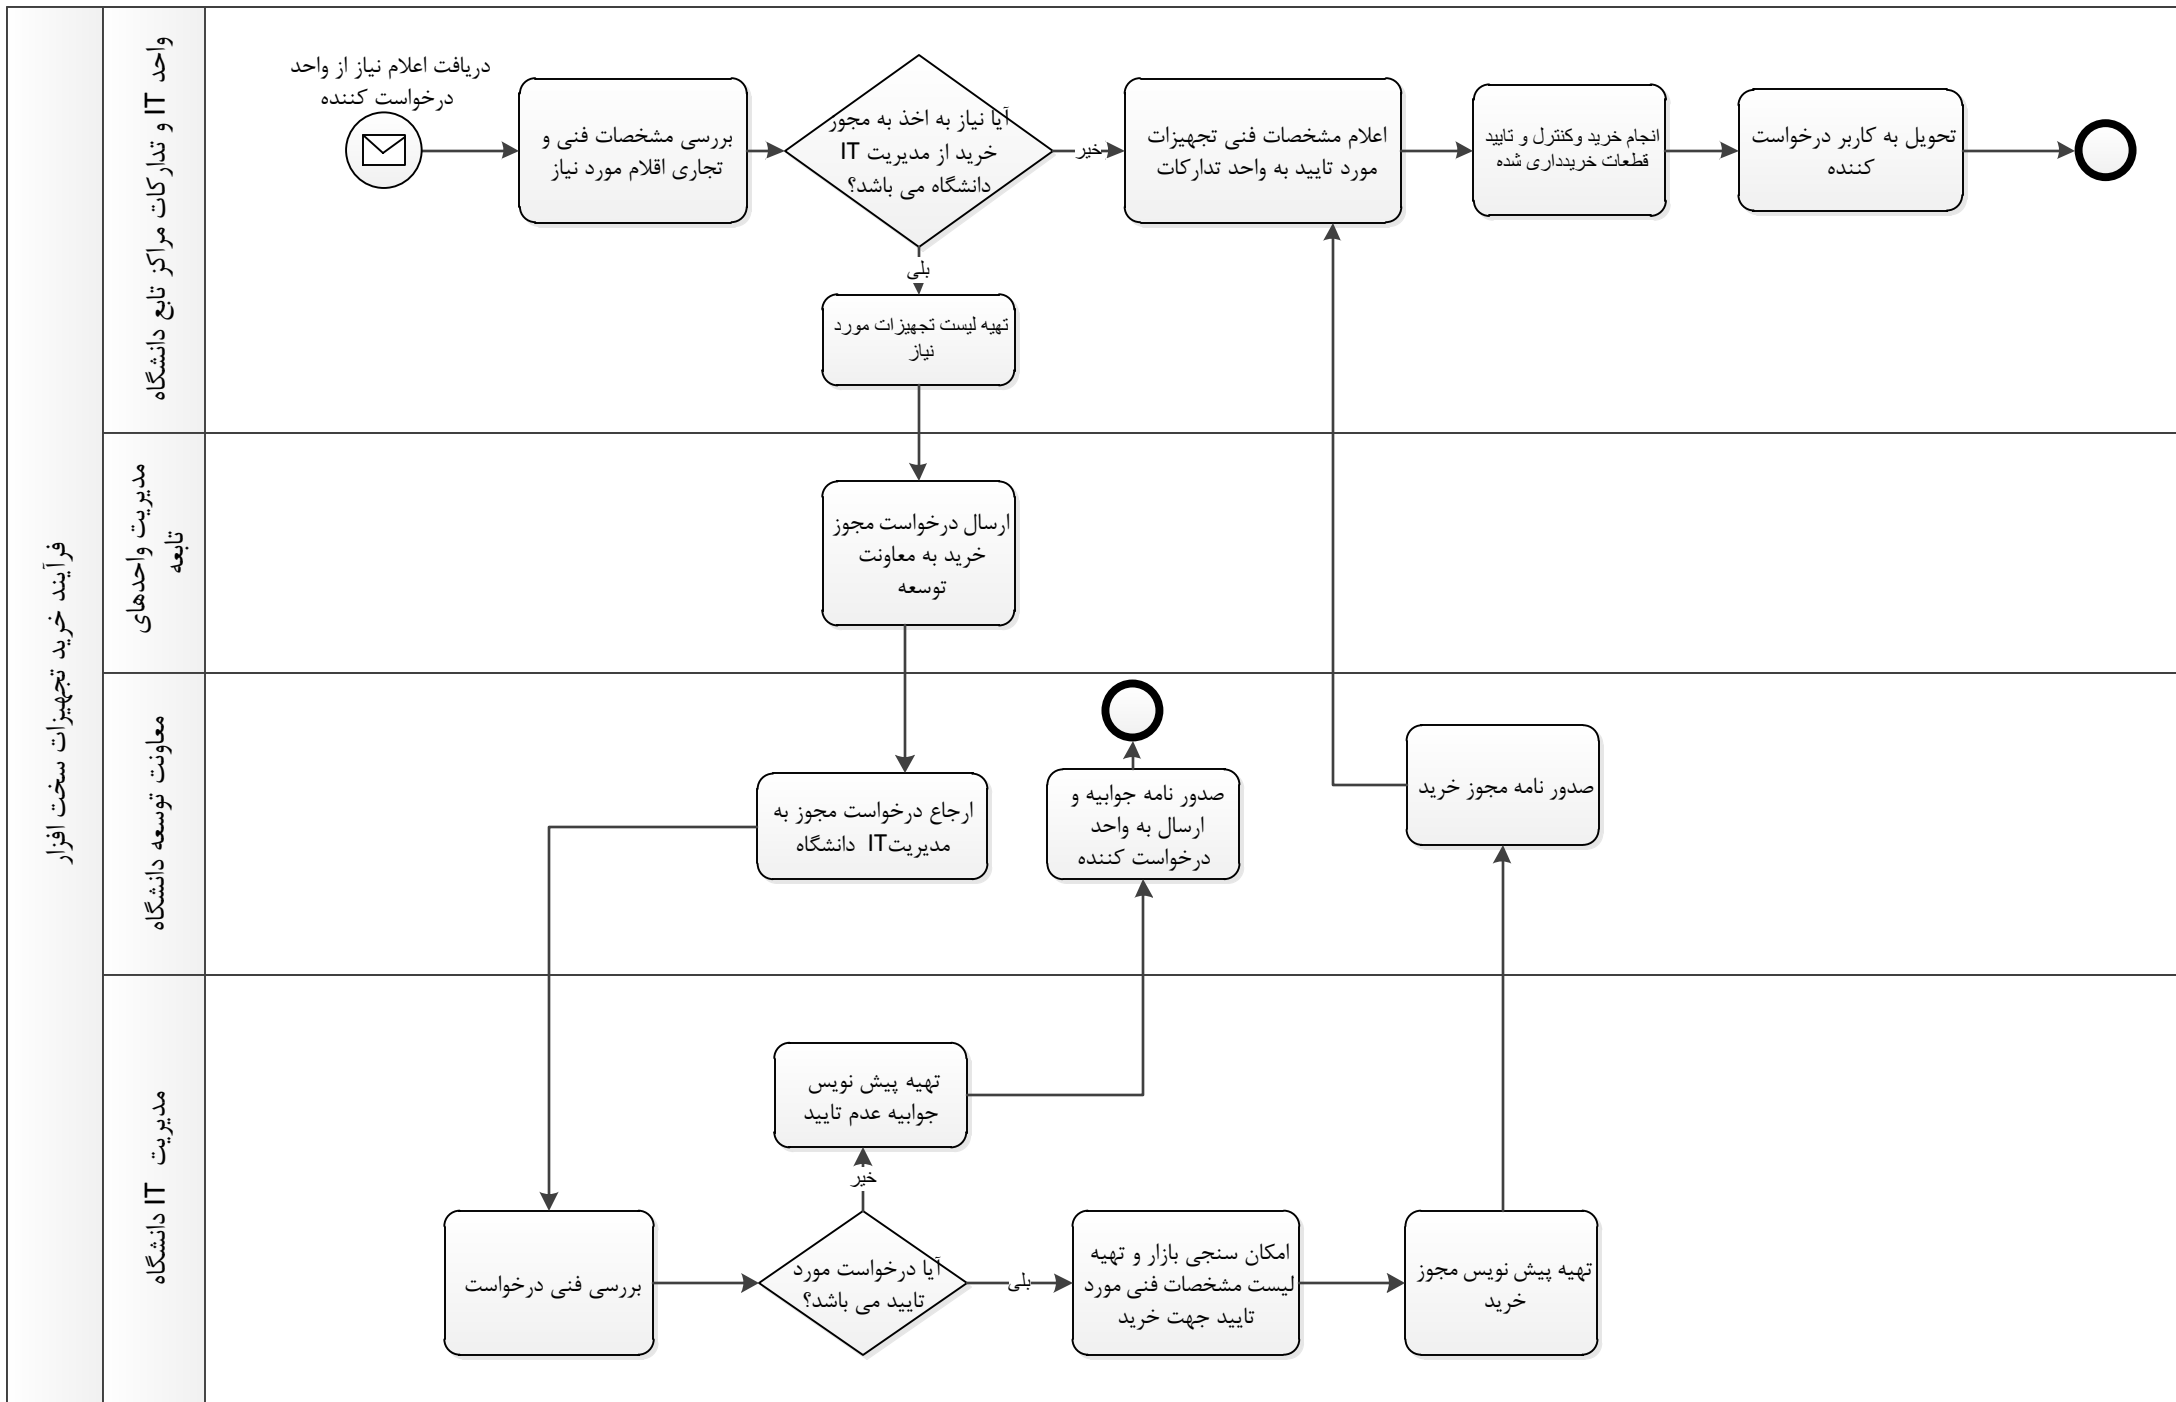 فرآیند خرید تجهیزات سخت افزار
واحد IT و تدارکات مراکز تابع دانشگاه
دریافت اعلام نیاز از واحد
درخواست کننده
بررسی مشخصات فنی و
تجاری اقلام مورد نیاز
آیا نیاز به اخذ به مجور
خرید از مدیریت IT
دانشگاه می باشد؟
خیر
اعلام مشخصات فنی تجهیزات
مورد تایید به واحد تدارکات
انجام خرید وکنترل و تایید
قطعات خریدداری شده
تحویل به کاربر درخواست
کننده
بلی
تهیه لیست تجهیزات مورد
نیاز
مدیریت واحدهای
تابعه
ارسال درخواست مجوز
خرید به معاونت
توسعه
معاونت توسعه دانشگاه
ارجاع درخواست مجوز به
مدیریتIT دانشگاه
صدور نامه جوابیه و
ارسال به واحد
درخواست کننده
صدور نامه مجوز خرید
مدیریت IT دانشگاه
تهیه پیش نویس
جوابیه عدم تایید
خیر
بررسی فنی درخواست
آیا درخواست مورد
تایید می باشد؟
بلی
امکان سنجی بازار و تهیه
لیست مشخصات فنی مورد
تایید جهت خرید
تهیه پیش نویس مجوز
خرید